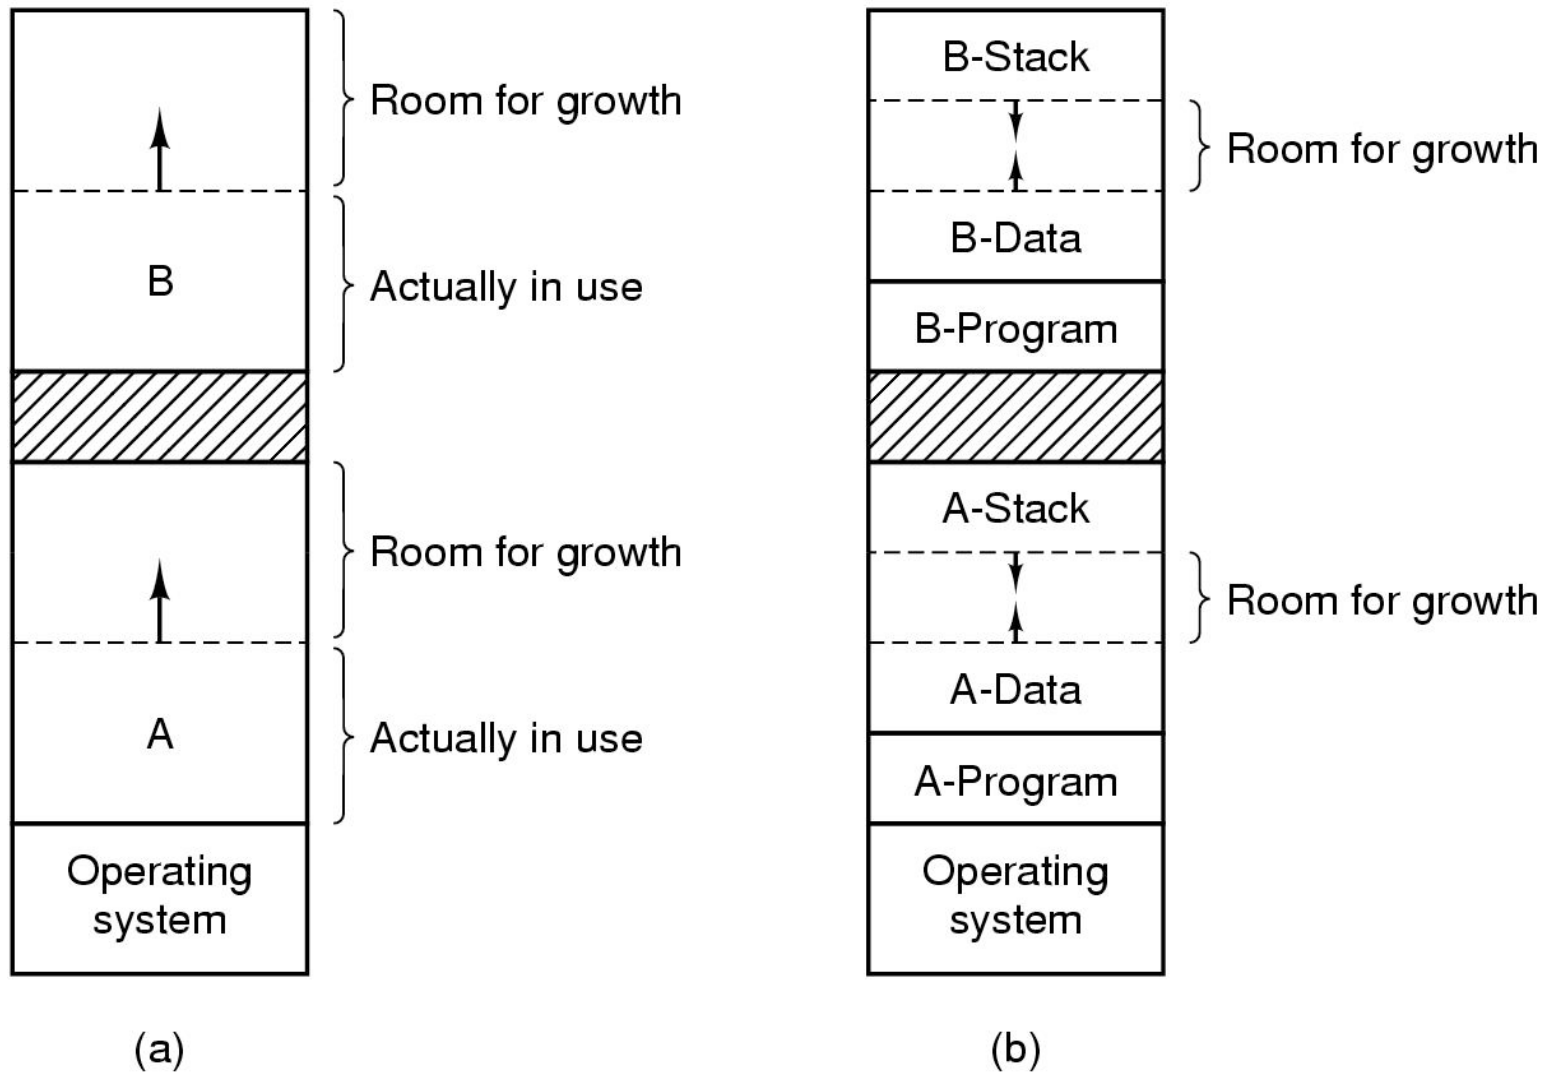 Room for growth
B
Actually in use
Room for growth
A
Actually in use
Operating
system
(a)
B-Stack
Room for growth
B-Data
B-Program
A-Stack
Room for growth
A-Data
A-Program
Operating
system
(b)